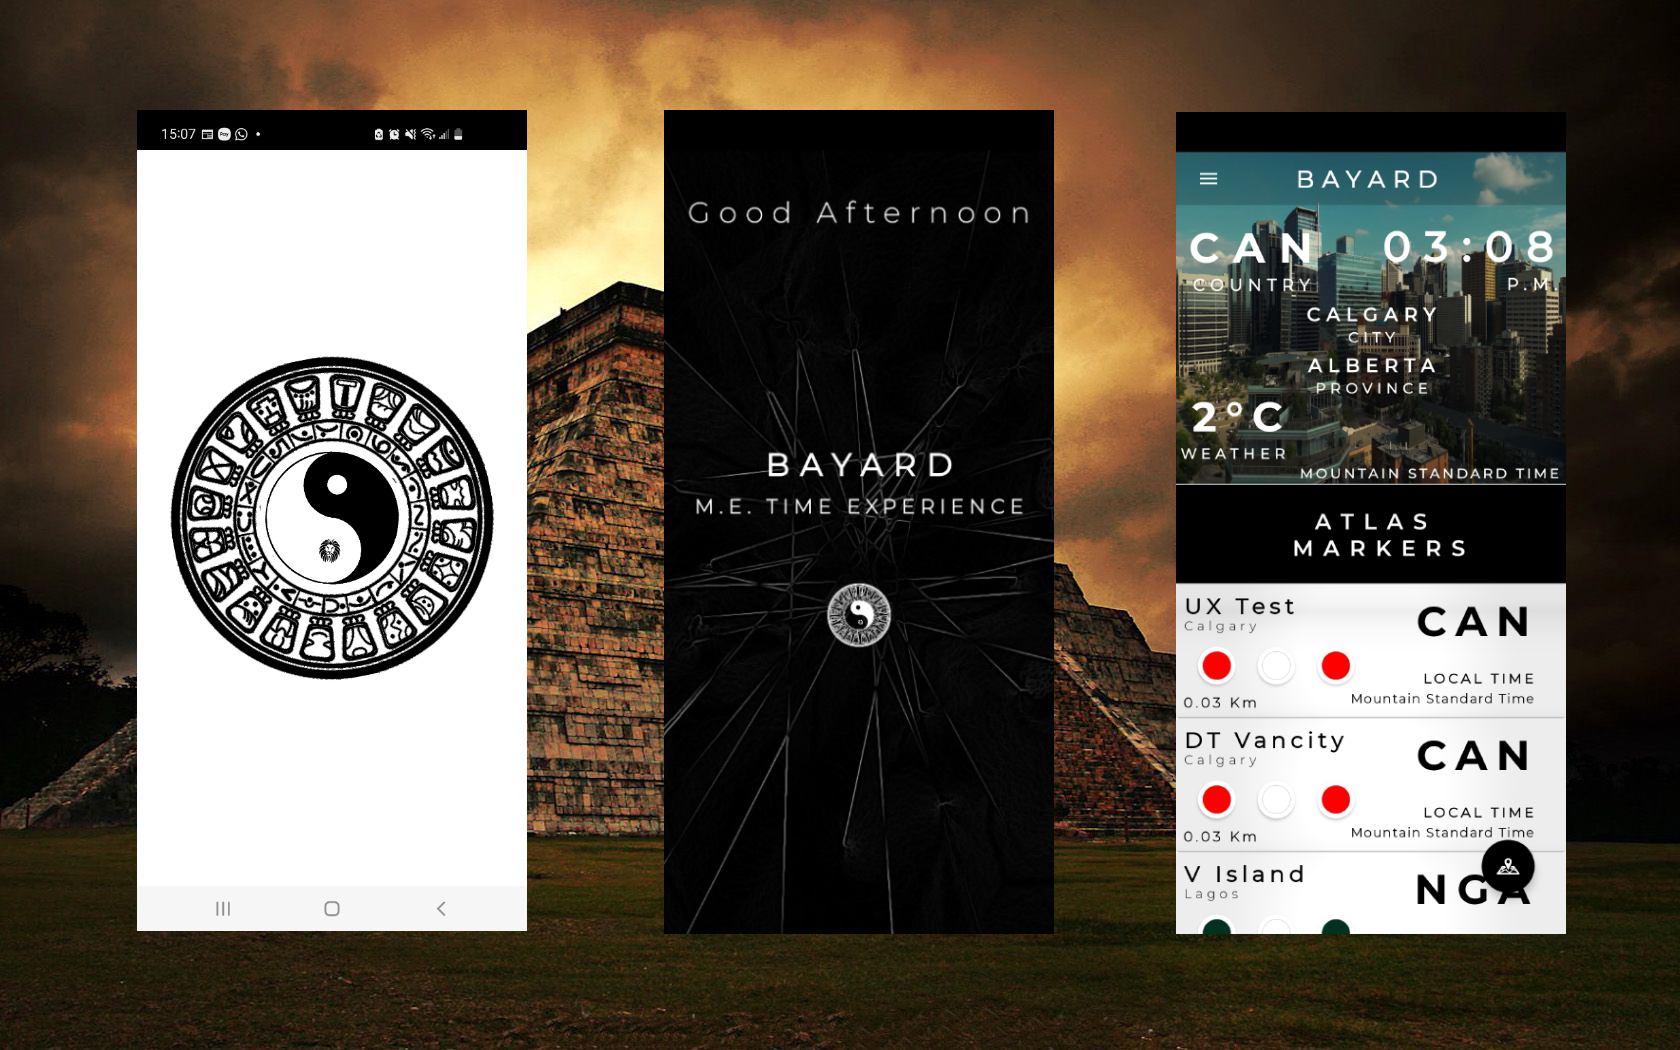 15:07
Good Afternoon
BAYARD
M.E. TIME EXPERIENCE
BAYARD
CAN 03:08
COUNTRY P.M.
CALGARY
CITY
ALBERTA
PROVINCE
2°C
WEATHER
MOUNTAIN STANDARD TIME
ATLAS
MARKERS
UX Test
Calgary
CAN
LOCAL TIME
0.03 Km
Mountain Standard Time
DT Vancity
Calgary
CAN
LOCAL TIME
0.03 Km
Mountain Standard Time
V Island
Lagos
NGA